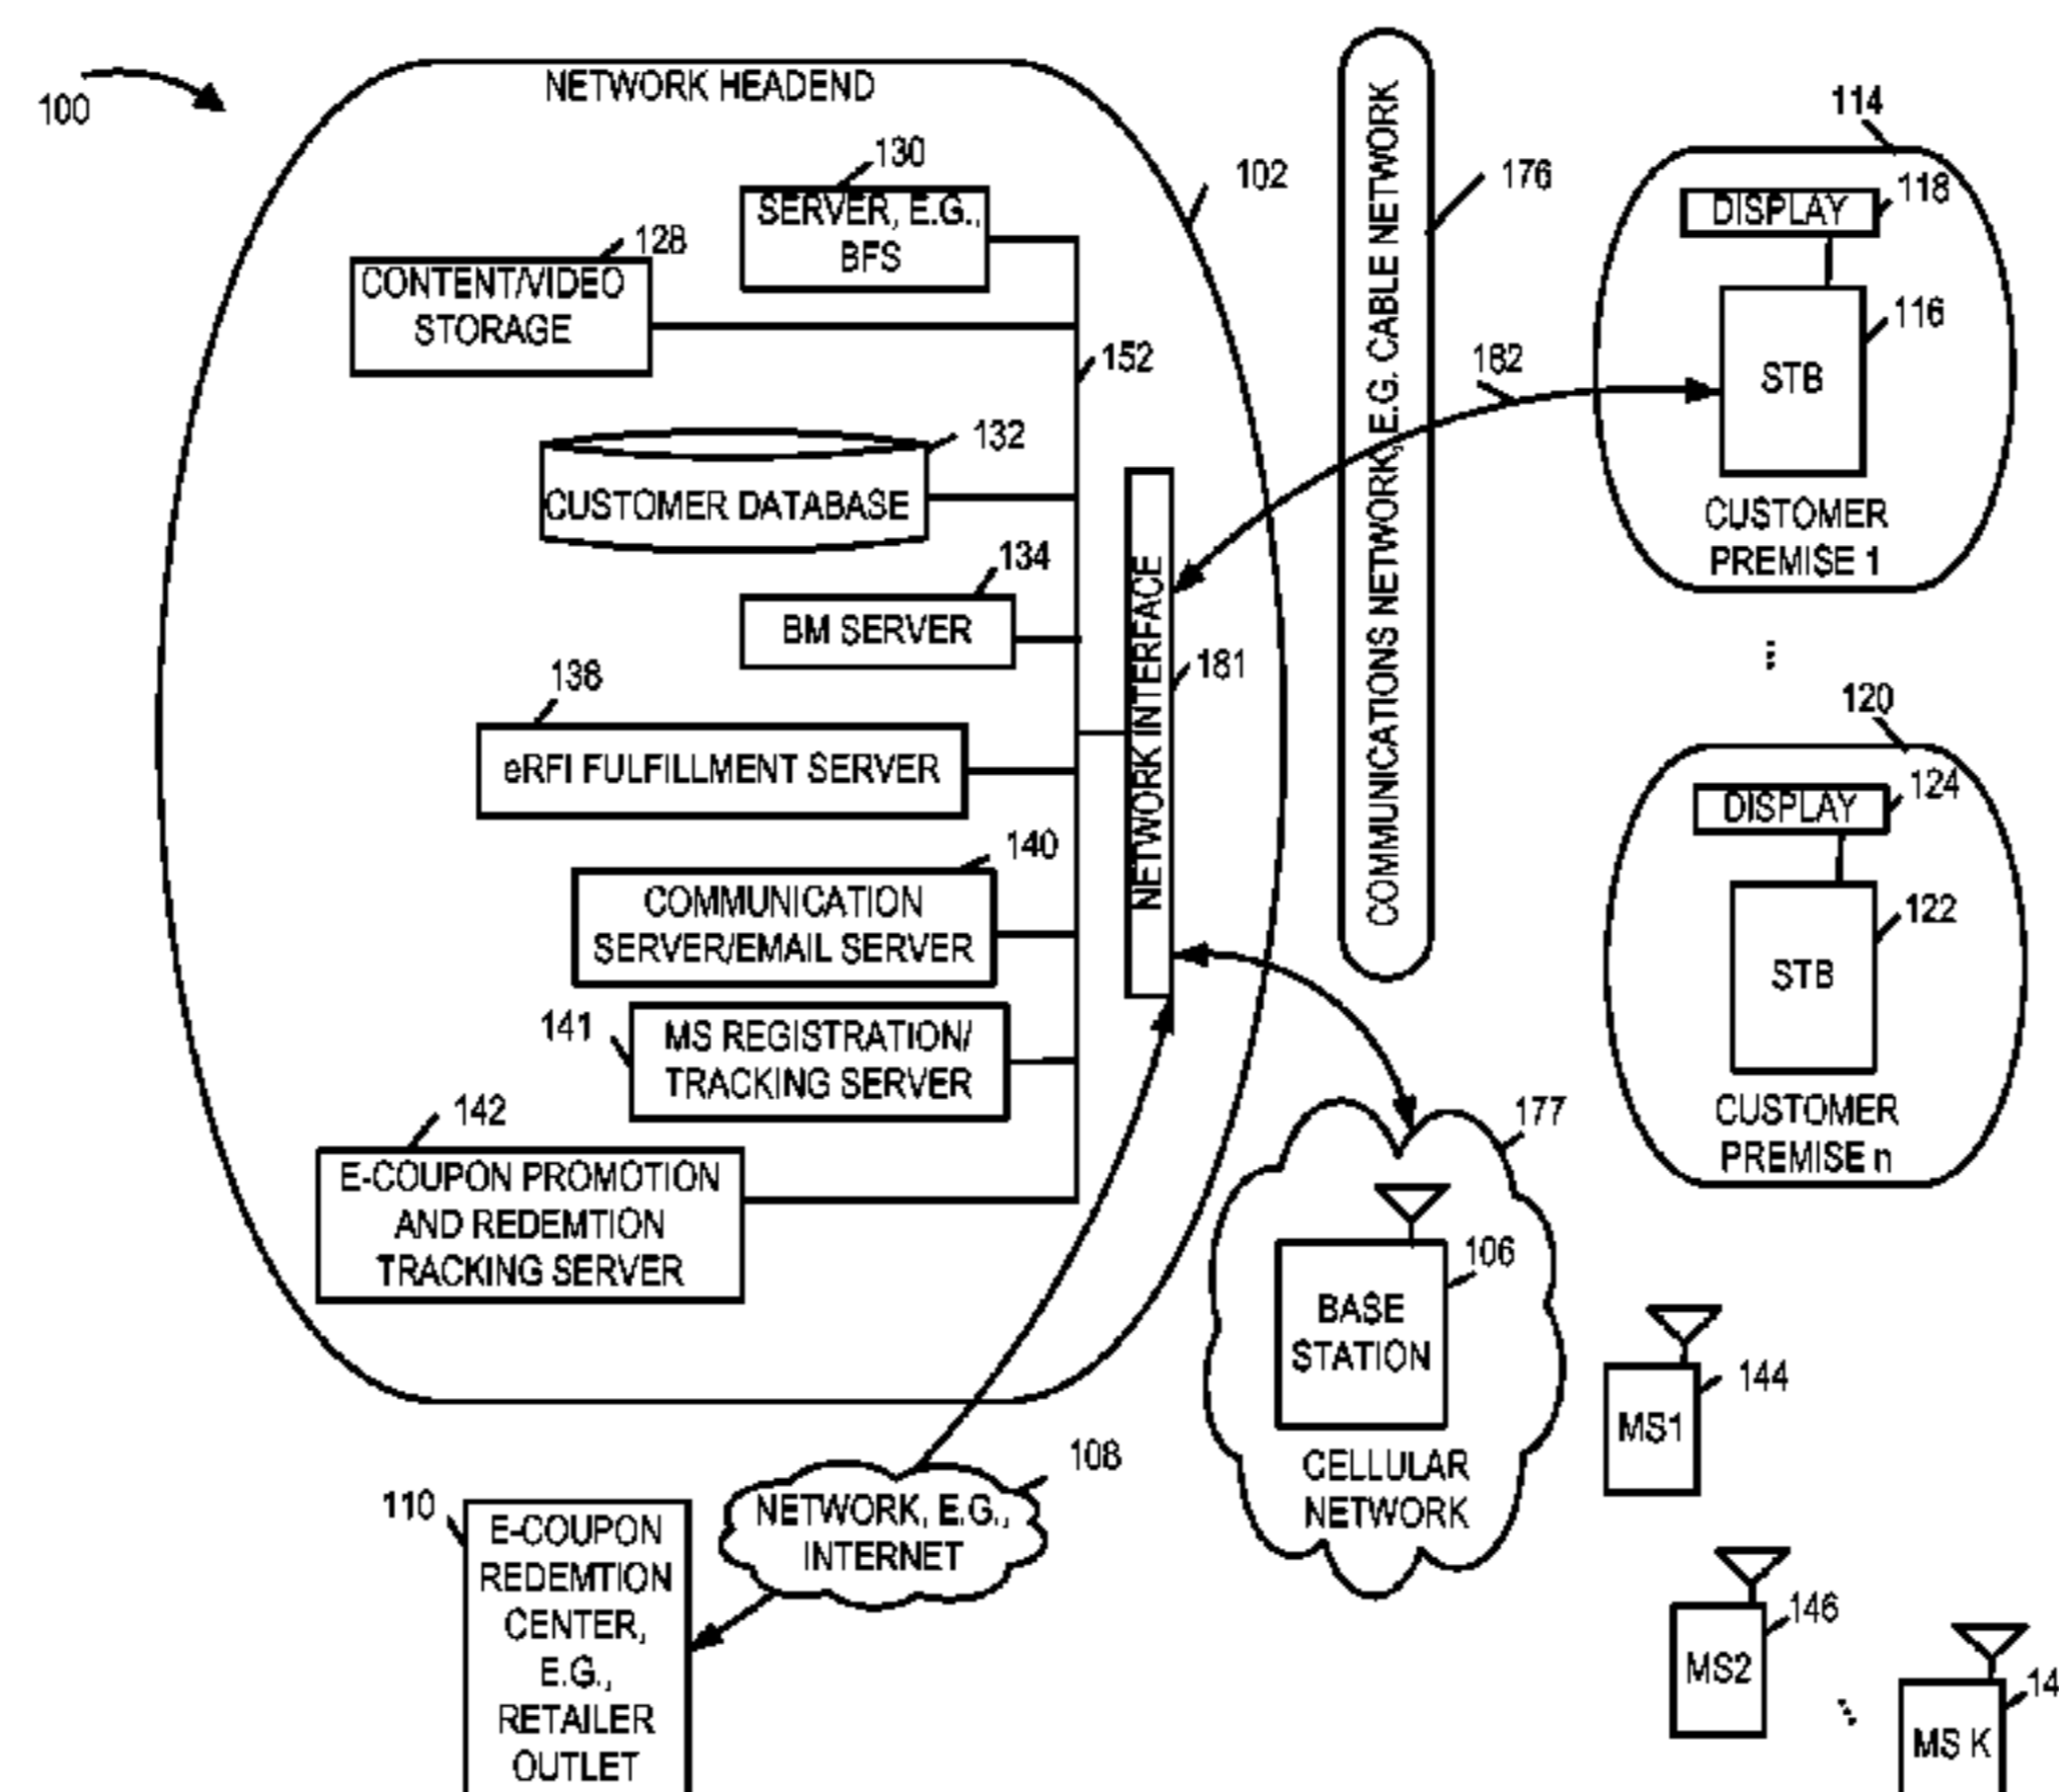 100
NETWORK HEADEND
102
130
SERVER, E.G.,
BFS
128
CONTENT/VIDEO
STORAGE
152
132
CUSTOMER DATABASE
134
BM SERVER
138
eRFI FULFILLMENT SERVER
140
COMMUNICATION
SERVER/EMAIL SERVER
141
MS REGISTRATION/
TRACKING SERVER
142
E-COUPON PROMOTION
AND REDEMTION
TRACKING SERVER
NETWORK INTERFACE
181
COMMUNICATIONS NETWORK, E.G. CABLE NETWORK
176
182
114
DISPLAY
118
STB
116
CUSTOMER
PREMISE 1
...
120
DISPLAY
124
STB
122
CUSTOMER
PREMISE n
177
106
BASE
STATION
CELLULAR
NETWORK
108
NETWORK, E.G.,
INTERNET
110
E-COUPON
REDEMTION
CENTER,
E.G.,
RETAILER
OUTLET
144
MS1
146
MS2
...
MS K